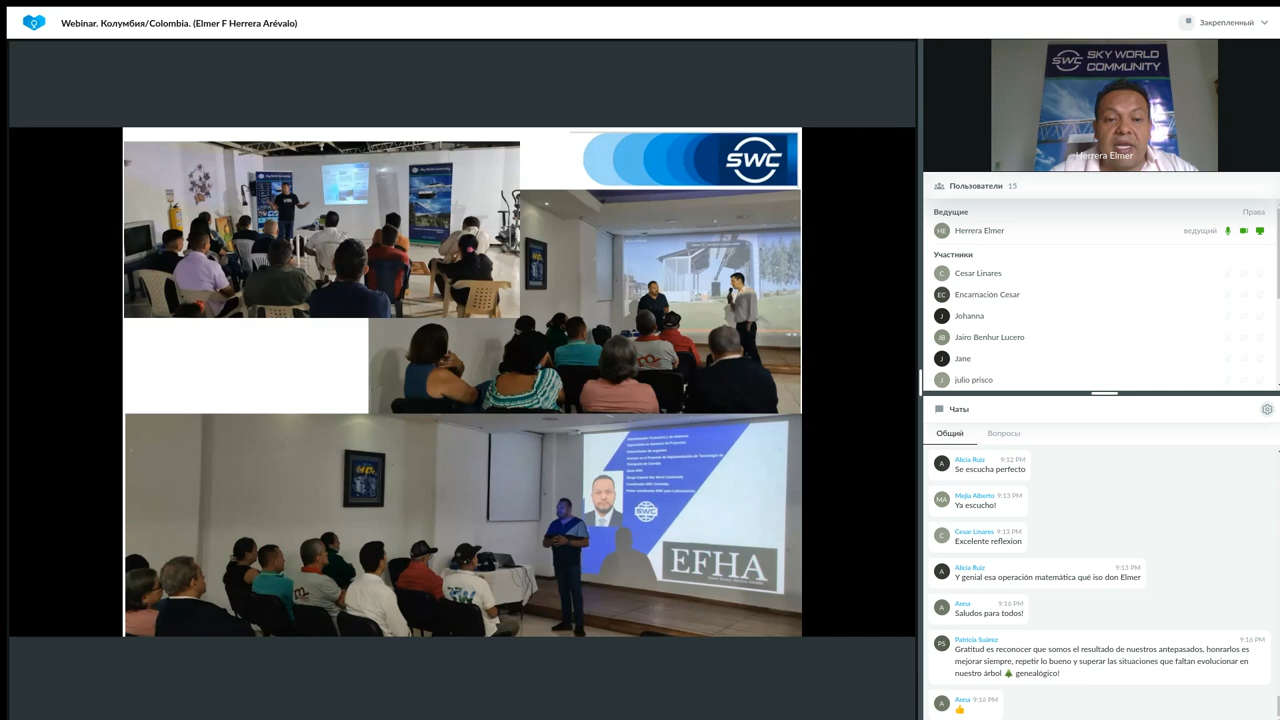 Webinar. Колумбия/Colombia. (Elmer F Herrera Arévalo)
Закрепленный
SWC
SWC
EFHA
SWC SKY WORLD
COMMUNITY
Herrera Elmer
Пользователи 15
Ведущие Права
HE Herrera Elmer ведущий
Участники
C Cesar Linares
EC Encarnación Cesar
J Johanna
JB Jairo Benhur Lucero
J Jane
J julio prisco
Чаты
Общий Вопросы
A Alicia Ruiz 9:12 PM
Se escucha perfecto
MA Mejia Alberto 9:13 PM
Ya escucho!
C Cesar Linares 9:13 PM
Excelente reflexion
A Alicia Ruiz 9:13 PM
Y genial esa operación matemática qué iso don Elmer
A Anna 9:16 PM
Saludos para todos!
PS Patricia Suárez 9:16 PM
Gratitud es reconocer que somos el resultado de nuestros antepasados, honrarlos es
mejorar siempre, repetir lo bueno y superar las situaciones que faltan evolucionar en
nuestro árbol 🌲 genealógico!
A Anna 9:16 PM
👍